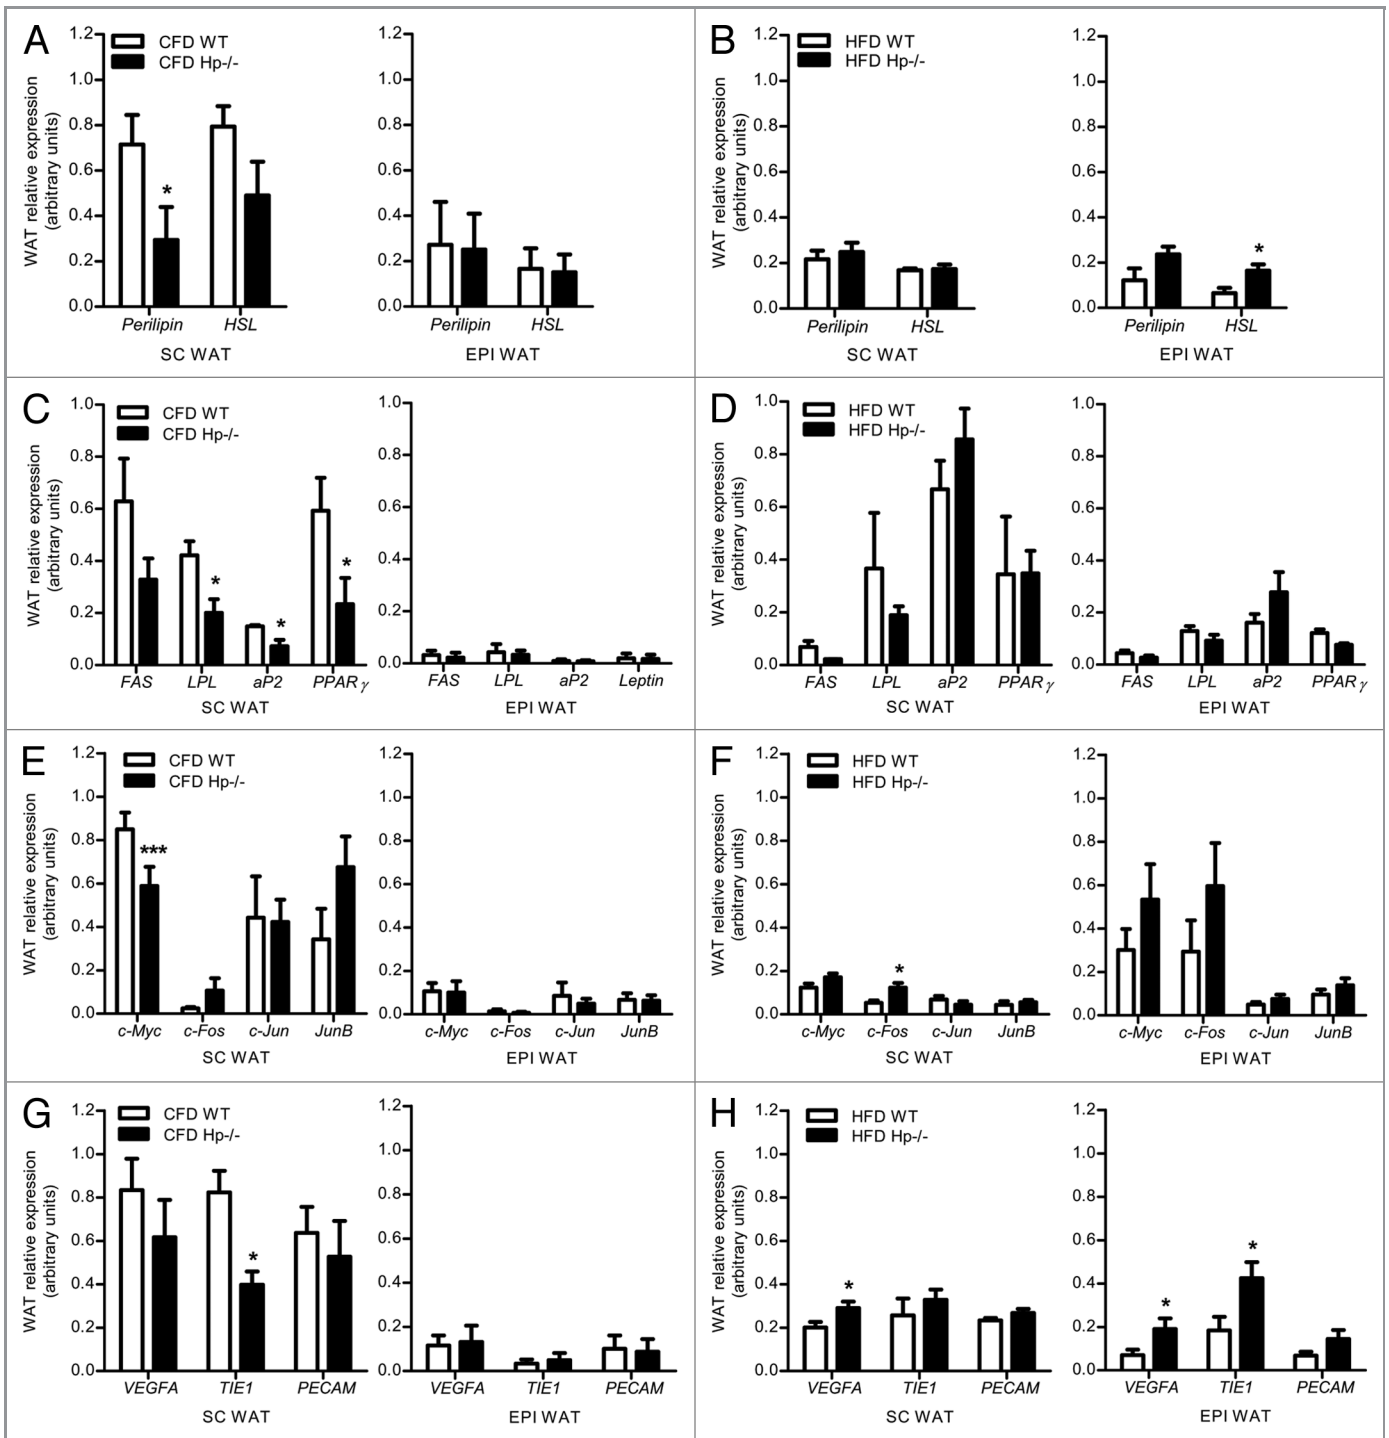 A
CFD WT
CFD Hp-/-
WAT relative expression
(arbitrary units)
1.2
1.0
0.8
0.6
0.4
0.2
0.0
*
Perilipin HSL
SC WAT
1.2
1.0
0.8
0.6
0.4
0.2
0.0
Perilipin HSL
EPI WAT
B
HFD WT
HFD Hp-/-
WAT relative expression
(arbitrary units)
1.2
1.0
0.8
0.6
0.4
0.2
0.0
Perilipin HSL
SC WAT
1.2
1.0
0.8
0.6
0.4
0.2
0.0
*
Perilipin HSL
EPI WAT
C
CFD WT
CFD Hp-/-
WAT relative expression
(arbitrary units)
1.0
0.8
0.6
0.4
0.2
0.0
* * *
FAS LPL aP2 PPARγ
SC WAT
1.0
0.8
0.6
0.4
0.2
0.0
FAS LPL aP2 Leptin
EPI WAT
D
HFD WT
HFD Hp-/-
WAT relative expression
(arbitrary units)
1.0
0.8
0.6
0.4
0.2
0.0
FAS LPL aP2 PPARγ
SC WAT
1.0
0.8
0.6
0.4
0.2
0.0
FAS LPL aP2 PPARγ
EPI WAT
E
CFD WT
CFD Hp-/-
WAT relative expression
(arbitrary units)
1.2
1.0
0.8
0.6
0.4
0.2
0.0
***
c-Myc c-Fos c-Jun JunB
SC WAT
1.2
1.0
0.8
0.6
0.4
0.2
0.0
c-Myc c-Fos c-Jun JunB
EPI WAT
F
HFD WT
HFD Hp-/-
WAT relative expression
(arbitrary units)
1.2
1.0
0.8
0.6
0.4
0.2
0.0
*
c-Myc c-Fos c-Jun JunB
SC WAT
1.2
1.0
0.8
0.6
0.4
0.2
0.0
c-Myc c-Fos c-Jun JunB
EPI WAT
G
CFD WT
CFD Hp-/-
WAT relative expression
(arbitrary units)
1.2
1.0
0.8
0.6
0.4
0.2
0.0
*
VEGFA TIE1 PECAM
SC WAT
1.2
1.0
0.8
0.6
0.4
0.2
0.0
VEGFA TIE1 PECAM
EPI WAT
H
HFD WT
HFD Hp-/-
WAT relative expression
(arbitrary units)
1.2
1.0
0.8
0.6
0.4
0.2
0.0
*
VEGFA TIE1 PECAM
SC WAT
1.2
1.0
0.8
0.6
0.4
0.2
0.0
* *
VEGFA TIE1 PECAM
EPI WAT